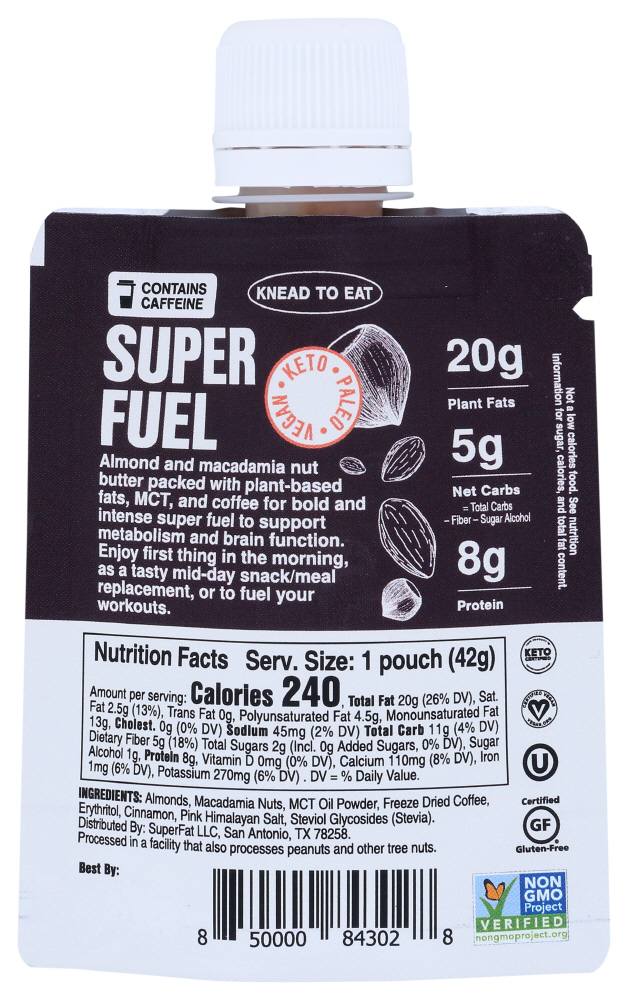 CONTAINS
CAFFEINE
KNEAD TO EAT
SUPER
FUEL
KETO • PALEO • VEGAN •
Almond and macadamia nut
butter packed with plant-based
fats, MCT, and coffee for bold and
intense super fuel to support
metabolism and brain function.
Enjoy first thing in the morning,
as a tasty mid-day snack/meal
replacement, or to fuel your
workouts.
20g
Plant Fats
5g
Net Carbs
= Total Carbs
– Fiber – Sugar Alcohol
8g
Protein
Not a low calories food. See nutrition
information for sugar, calories, and total fat content.
Nutrition Facts Serv. Size: 1 pouch (42g)
Amount per serving: Calories 240, Total Fat 20g (26% DV), Sat.
Fat 2.5g (13%), Trans Fat 0g, Polyunsaturated Fat 4.5g, Monounsaturated Fat
13g, Cholest. 0g (0% DV) Sodium 45mg (2% DV) Total Carb 11g (4% DV)
Dietary Fiber 5g (18%) Total Sugars 2g (Incl. 0g Added Sugars, 0% DV), Sugar
Alcohol 1g, Protein 8g, Vitamin D 0mg (0% DV), Calcium 110mg (8% DV), Iron
1mg (6% DV), Potassium 270mg (6% DV) . DV = % Daily Value.
KETO
CERTIFIED
CERTIFIED VEGAN
VEGAN.ORG
U
Certified
GF
Gluten-Free
INGREDIENTS: Almonds, Macadamia Nuts, MCT Oil Powder, Freeze Dried Coffee,
Erythritol, Cinnamon, Pink Himalayan Salt, Steviol Glycosides (Stevia).
Distributed By: SuperFat LLC, San Antonio, TX 78258.
Processed in a facility that also processes peanuts and other tree nuts.
Best By:
8 50000 84302 8
NON
GMO
Project
VERIFIED
nongmoproject.org